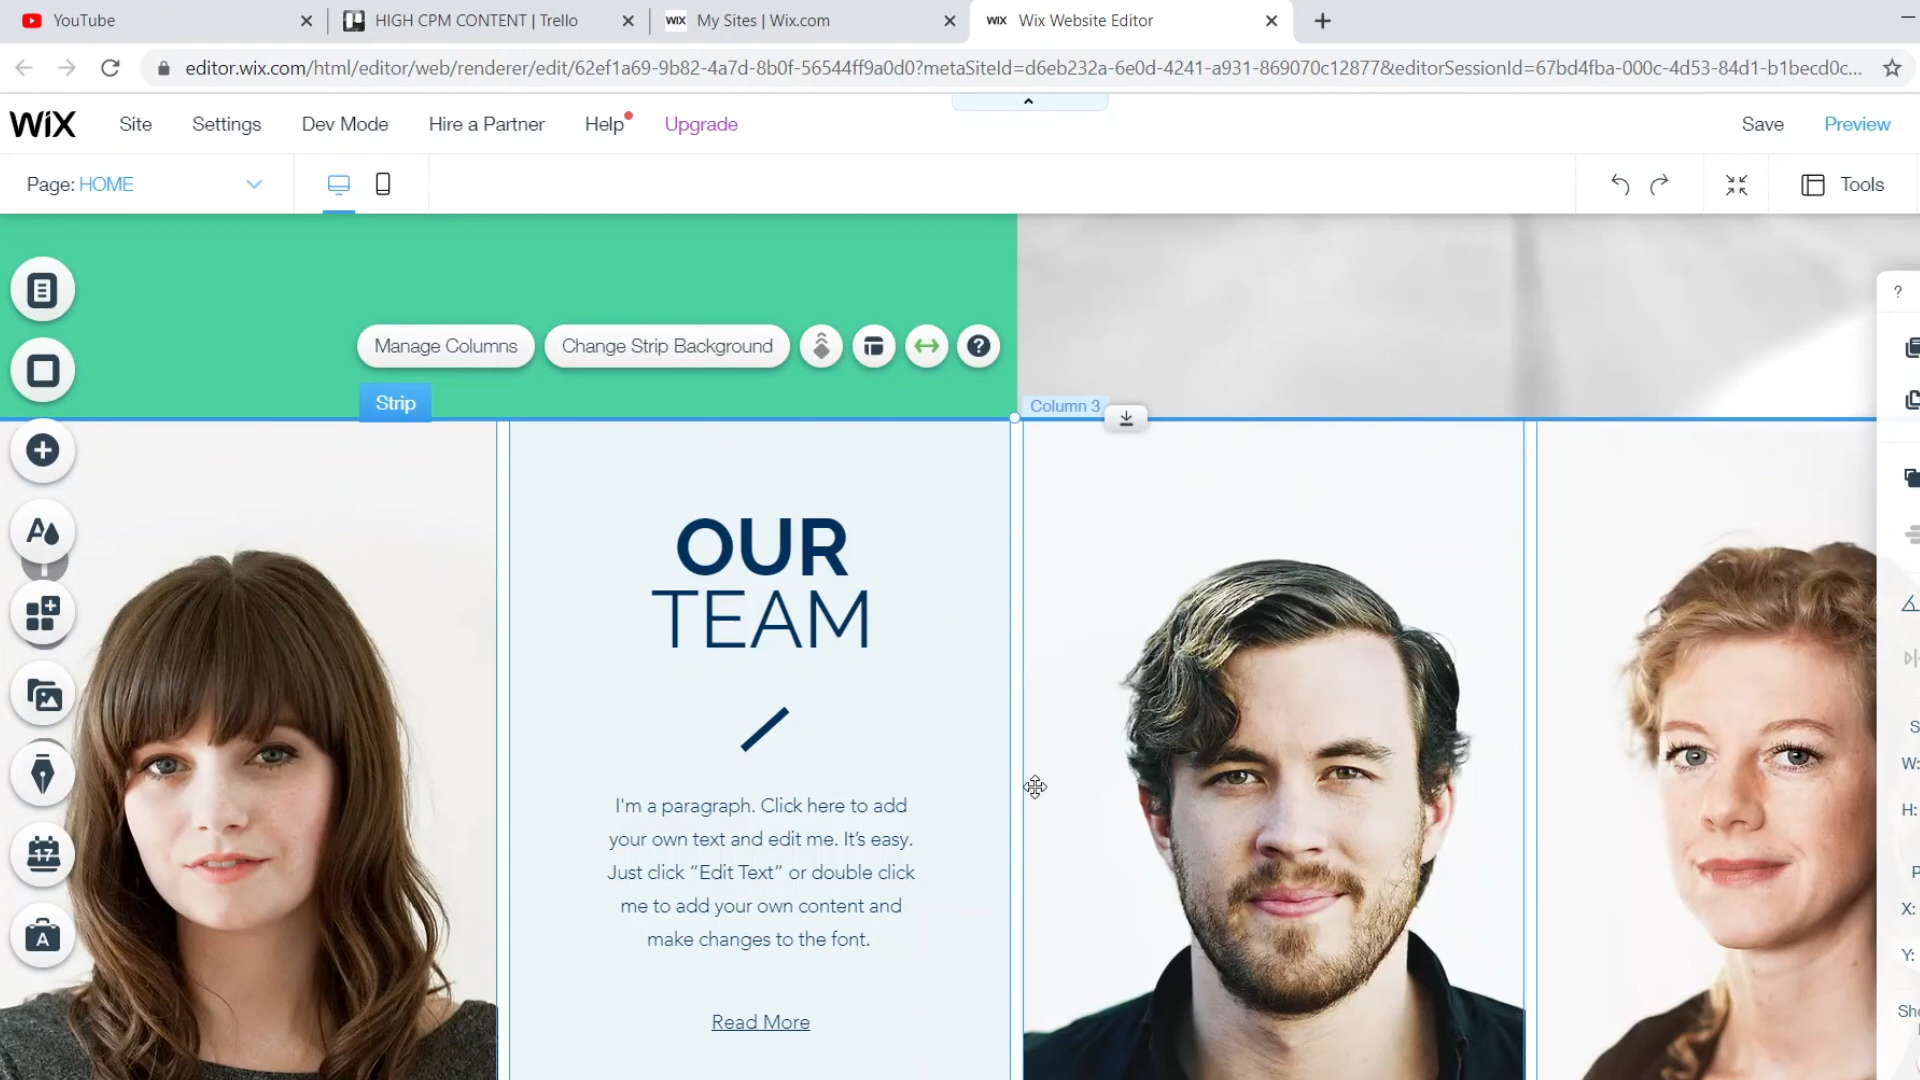 YouTube
HIGH CPM CONTENT | Trello
WiX My Sites | Wix.com
WiX Wix Website Editor
editor.wix.com/html/editor/web/renderer/edit/62ef1a69-9b82-4a7d-8b0f-56544ff9a0d0?metaSiteId=d6eb232a-6e0d-4241-a931-869070c12877&editorSessionId=67bd4fba-000c-4d53-84d1-b1becd0c...
WiX Site Settings Dev Mode Hire a Partner Help Upgrade Save Preview
Page: HOME
Tools
?
Manage Columns Change Strip Background ?
Strip
Column 3
OUR
TEAM
I'm a paragraph. Click here to add
your own text and edit me. It’s easy.
Just click “Edit Text” or double click
me to add your own content and
make changes to the font.
Read More
A
17
A
W:
H:
X:
Y: